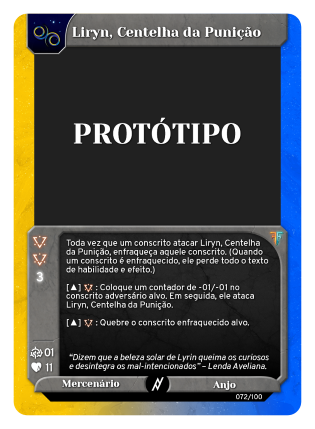 Liryn, Centelha da Punição
PROTÓTIPO
3
Toda vez que um conscrito atacar Liryn, Centelha
da Punição, enfraqueça aquele conscrito. (Quando
um conscrito é enfraquecido, ele perde todo o texto
de habilidade e efeito.)
[▲] : Coloque um contador de -01/-01 no
conscrito adversário alvo. Em seguida, ele ataca
Liryn, Centelha da Punição.
[▲] : Quebre o conscrito enfraquecido alvo.
01
11
"Dizem que a beleza solar de Lyrin queima os curiosos
e desintegra os mal-intencionados" – Lenda Aveliana.
Mercenário
Anjo
072/100